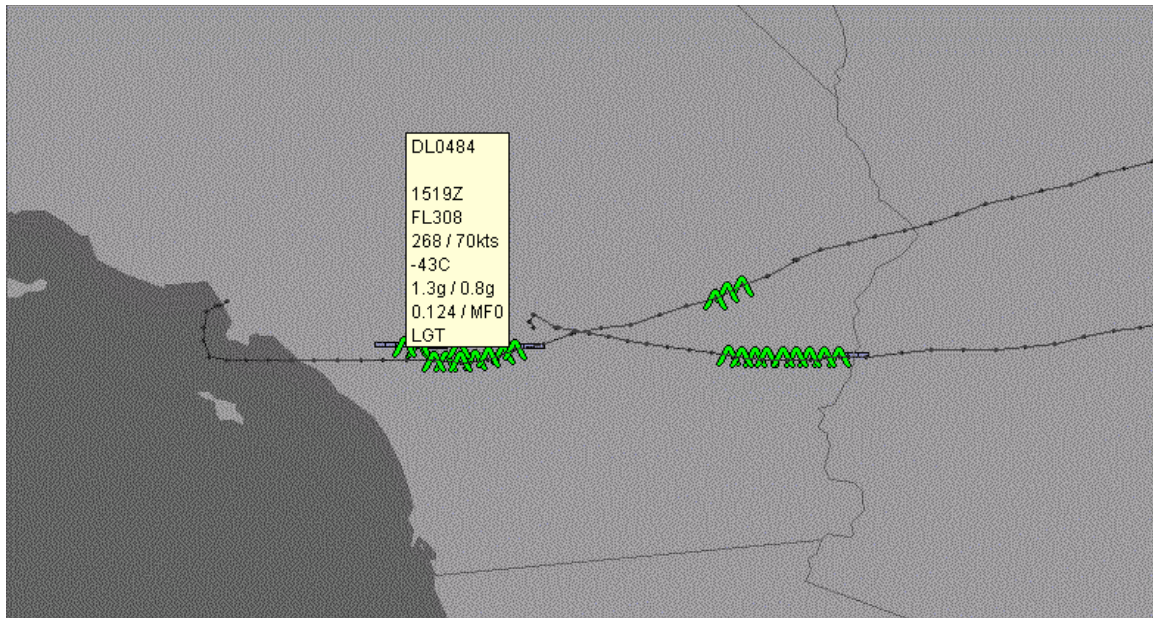 DL0484
1519Z
FL308
268 / 70kts
-43C
1.3g / 0.8g
0.124 / MF0
LGT